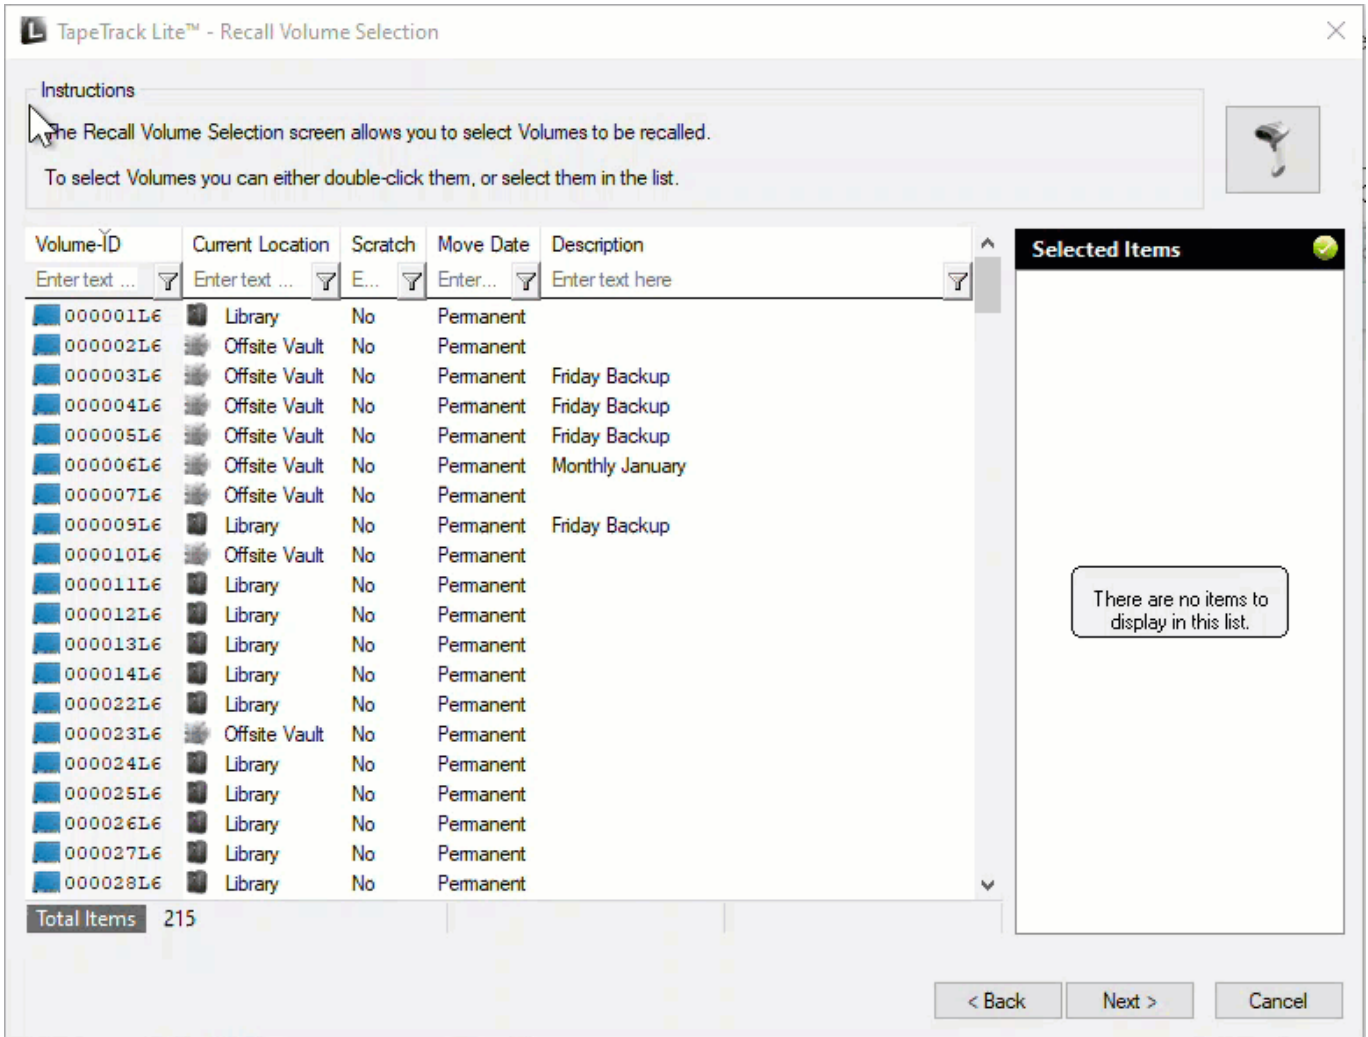 TapeTrack Lite™ - Recall Volume Selection
Instructions
The Recall Volume Selection screen allows you to select Volumes to be recalled.
To select Volumes you can either double-click them, or select them in the list.
Volume-ID Current Location Scratch Move Date Description
Enter text ... Enter text ... E... Enter... Enter text here
000001L6 Library No Permanent
000002L6 Offsite Vault No Permanent
000003L6 Offsite Vault No Permanent Friday Backup
000004L6 Offsite Vault No Permanent Friday Backup
000005L6 Offsite Vault No Permanent Friday Backup
000006L6 Offsite Vault No Permanent Monthly January
000007L6 Offsite Vault No Permanent
000009L6 Library No Permanent Friday Backup
000010L6 Offsite Vault No Permanent
000011L6 Library No Permanent
000012L6 Library No Permanent
000013L6 Library No Permanent
000014L6 Library No Permanent
000022L6 Library No Permanent
000023L6 Offsite Vault No Permanent
000024L6 Library No Permanent
000025L6 Library No Permanent
000026L6 Library No Permanent
000027L6 Library No Permanent
000028L6 Library No Permanent
Total Items 215
Selected Items
There are no items to
display in this list.
< Back Next > Cancel